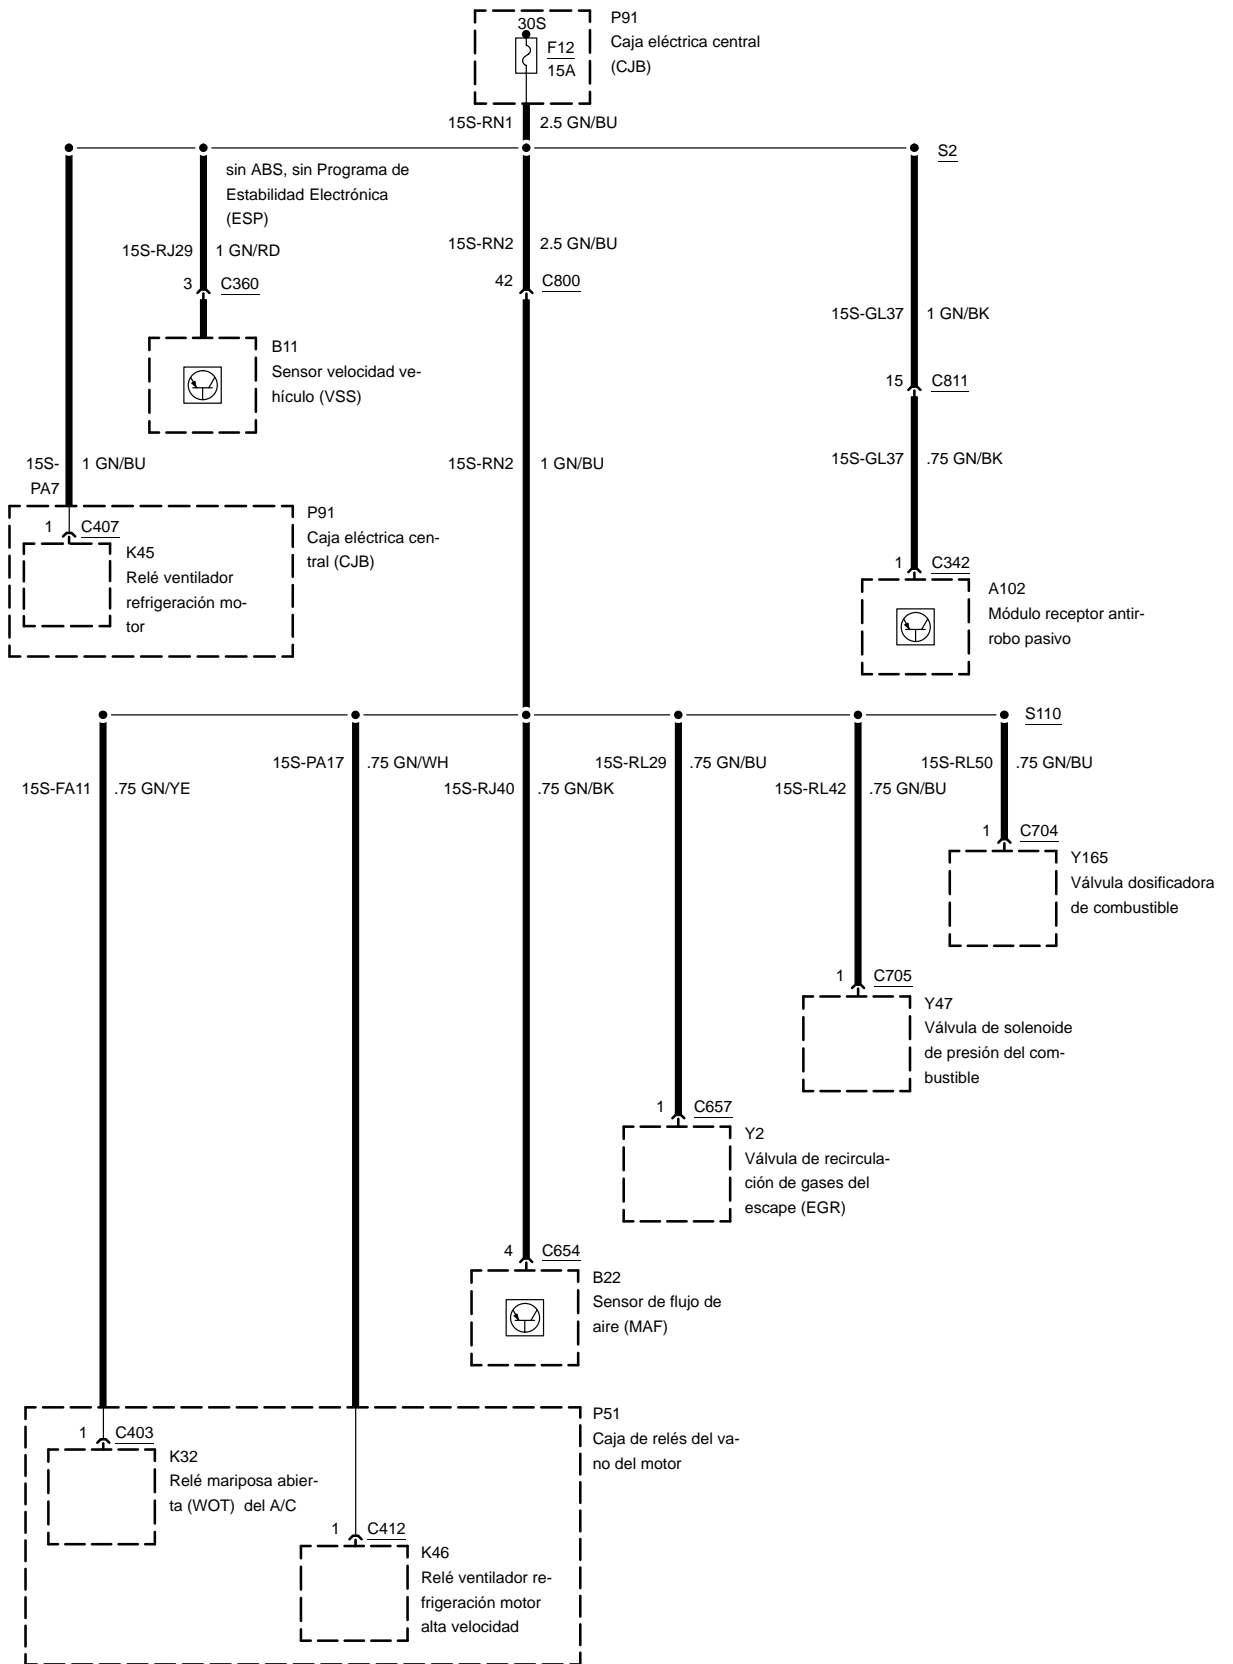 30S
F12
15A
P91
Caja eléctrica central
(CJB)
15S-RN1
2.5 GN/BU
S2
sin ABS, sin Programa de
Estabilidad Electrónica
(ESP)
15S-RJ29
1 GN/RD
3
C360
B11
Sensor velocidad ve-
hículo (VSS)
15S-RN2
2.5 GN/BU
42
C800
15S-GL37
1 GN/BK
15
C811
15S-
PA7
1 GN/BU
15S-RN2
1 GN/BU
15S-GL37
.75 GN/BK
P91
Caja eléctrica cen-
tral (CJB)
1
C407
K45
Relé ventilador
refrigeración mo-
tor
1
C342
A102
Módulo receptor antir-
robo pasivo
S110
15S-FA11
.75 GN/YE
15S-PA17
.75 GN/WH
15S-RJ40
.75 GN/BK
15S-RL29
.75 GN/BU
15S-RL42
.75 GN/BU
15S-RL50
.75 GN/BU
1
C704
Y165
Válvula dosificadora
de combustible
1
C705
Y47
Válvula de solenoide
de presión del com-
bustible
1
C657
Y2
Válvula de recircula-
ción de gases del
escape (EGR)
4
C654
B22
Sensor de flujo de
aire (MAF)
P51
Caja de relés del va-
no del motor
1
C403
K32
Relé mariposa abier-
ta (WOT)  del A/C
1
C412
K46
Relé ventilador re-
frigeración motor
alta velocidad